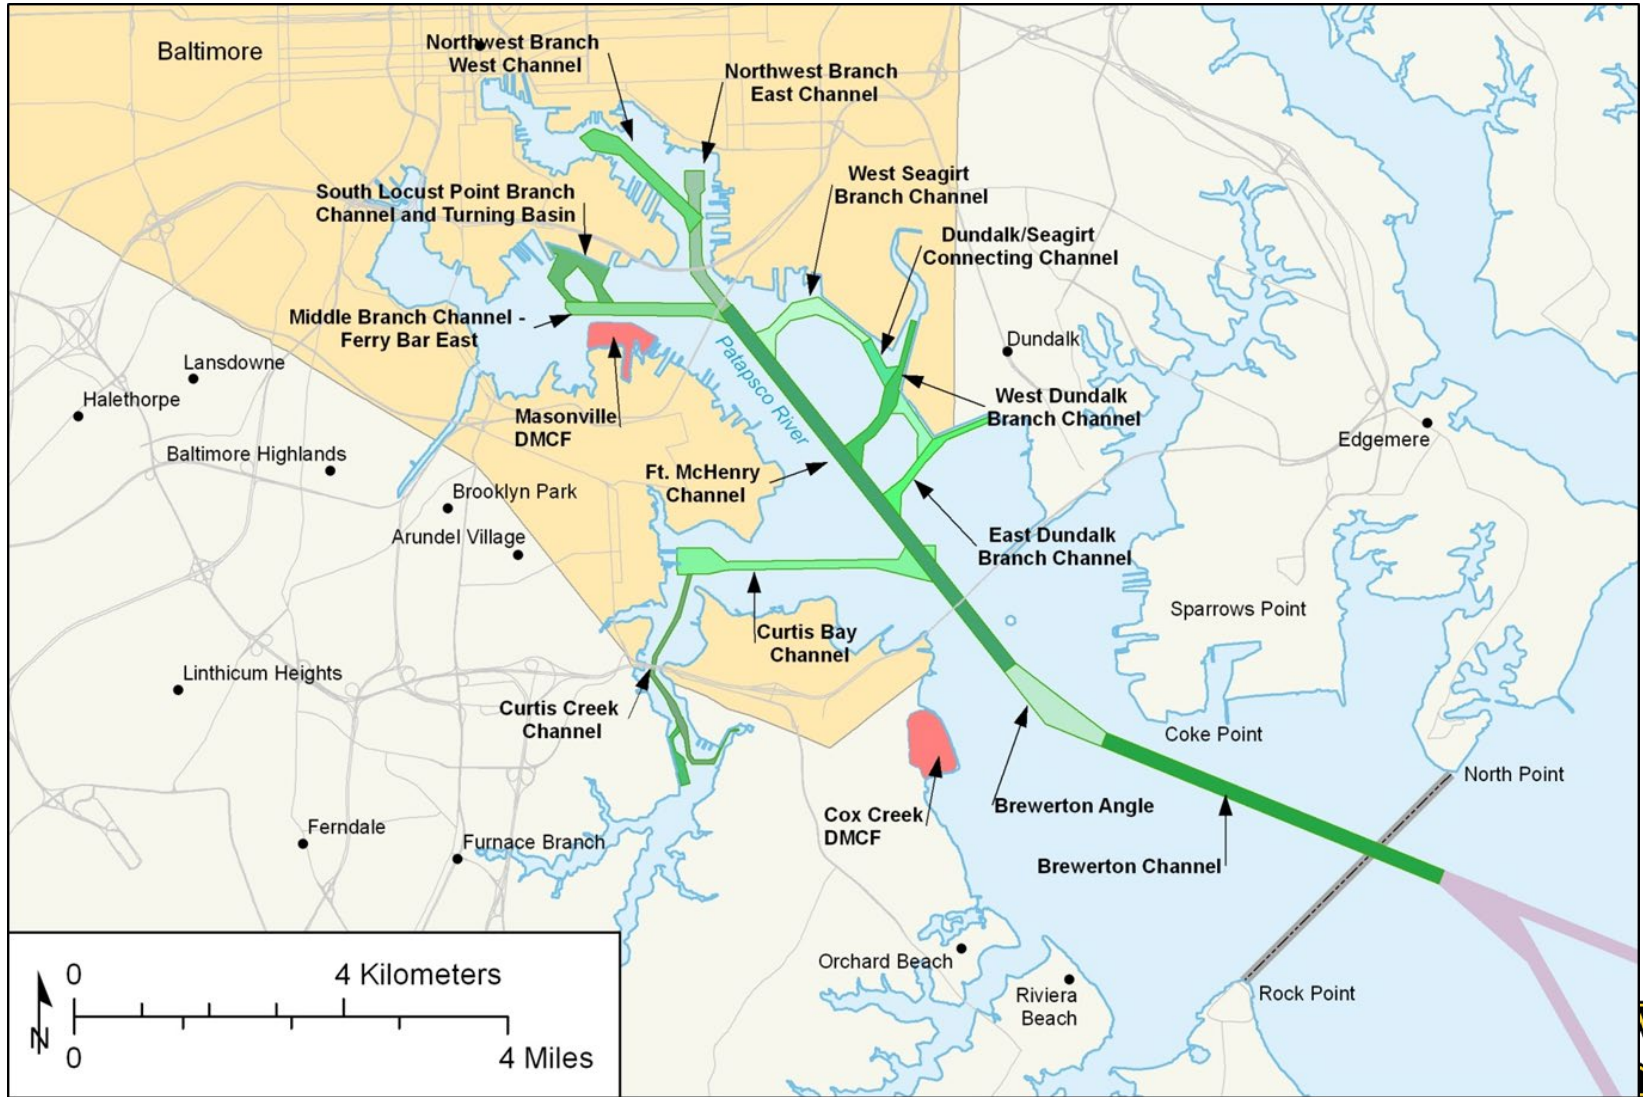 Baltimore
Northwest Branch
West Channel
Northwest Branch
East Channel
South Locust Point Branch
Channel and Turning Basin
West Seagirt
Branch Channel
Dundalk/Seagirt
Connecting Channel
Middle Branch Channel -
Ferry Bar East
Patapsco River
Dundalk
Lansdowne
Halethorpe
West Dundalk
Branch Channel
Masonville
DMCF
Edgemere
Baltimore Highlands
Ft. McHenry
Channel
Brooklyn Park
Arundel Village
East Dundalk
Branch Channel
Sparrows Point
Curtis Bay
Channel
Linthicum Heights
Curtis Creek
Channel
Coke Point
North Point
Brewerton Angle
Cox Creek
DMCF
Ferndale
Furnace Branch
Brewerton Channel
Orchard Beach
Riviera
Beach
Rock Point
N
0 4 Kilometers
0 4 Miles